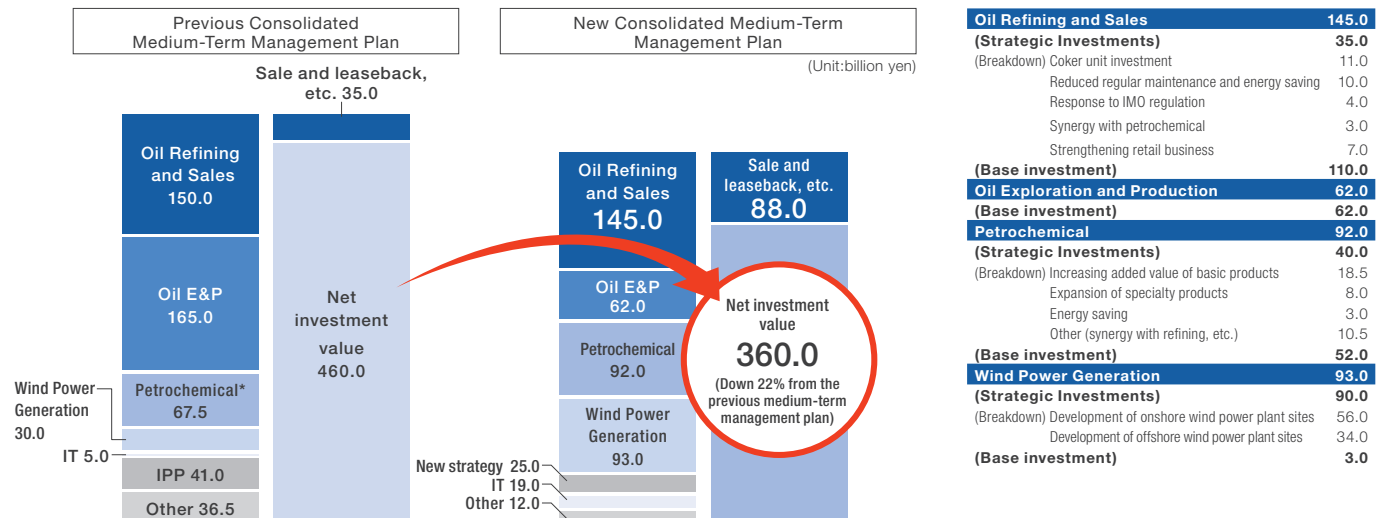 Previous Consolidated
Medium-Term Management Plan
Sale and leaseback,
etc. 35.0
Oil Refining
and Sales
150.0
Oil E&P
165.0
Petrochemical*
67.5
Wind Power
Generation
30.0
IT 5.0
IPP 41.0
Other 36.5
Net
investment
value
460.0
New Consolidated Medium-Term
Management Plan
(Unit:billion yen)
Oil Refining
and Sales
145.0
Oil E&P
62.0
Petrochemical
92.0
Wind Power
Generation
93.0
New strategy 25.0
IT 19.0
Other 12.0
Sale and
leaseback, etc.
88.0
Net investment
value
360.0
(Down 22% from the
previous medium-term
management plan)
Oil Refining and Sales 145.0
(Strategic Investments) 35.0
(Breakdown) Coker unit investment 11.0
Reduced regular maintenance and energy saving 10.0
Response to IMO regulation 4.0
Synergy with petrochemical 3.0
Strengthening retail business 7.0
(Base investment) 110.0
Oil Exploration and Production 62.0
(Base investment) 62.0
Petrochemical 92.0
(Strategic Investments) 40.0
(Breakdown) Increasing added value of basic products 18.5
Expansion of specialty products 8.0
Energy saving 3.0
Other (synergy with refining, etc.) 10.5
(Base investment) 52.0
Wind Power Generation 93.0
(Strategic Investments) 90.0
(Breakdown) Development of onshore wind power plant sites 56.0
Development of offshore wind power plant sites 34.0
(Base investment) 3.0